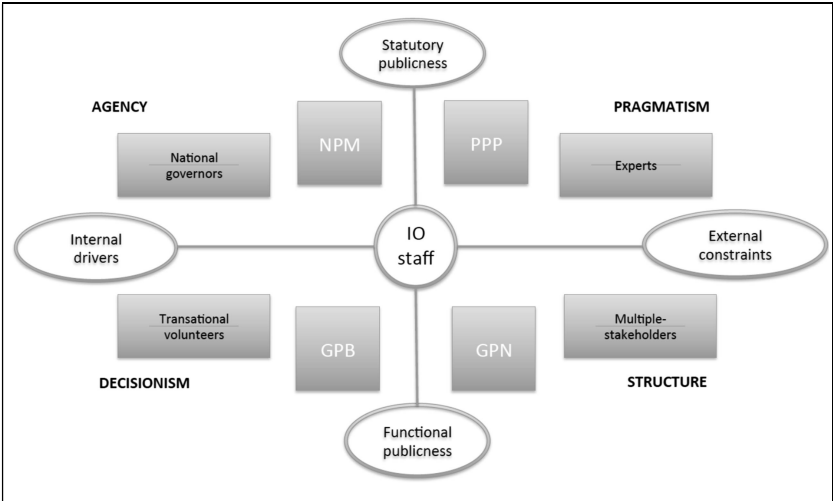 Statutory
publicness
AGENCY
PRAGMATISM
NPM
PPP
National
governors
Experts
Internal
drivers
IO
staff
External
constraints
Transational
volunteers
GPB
GPN
Multiple-
stakeholders
DECISIONISM
STRUCTURE
Functional
publicness